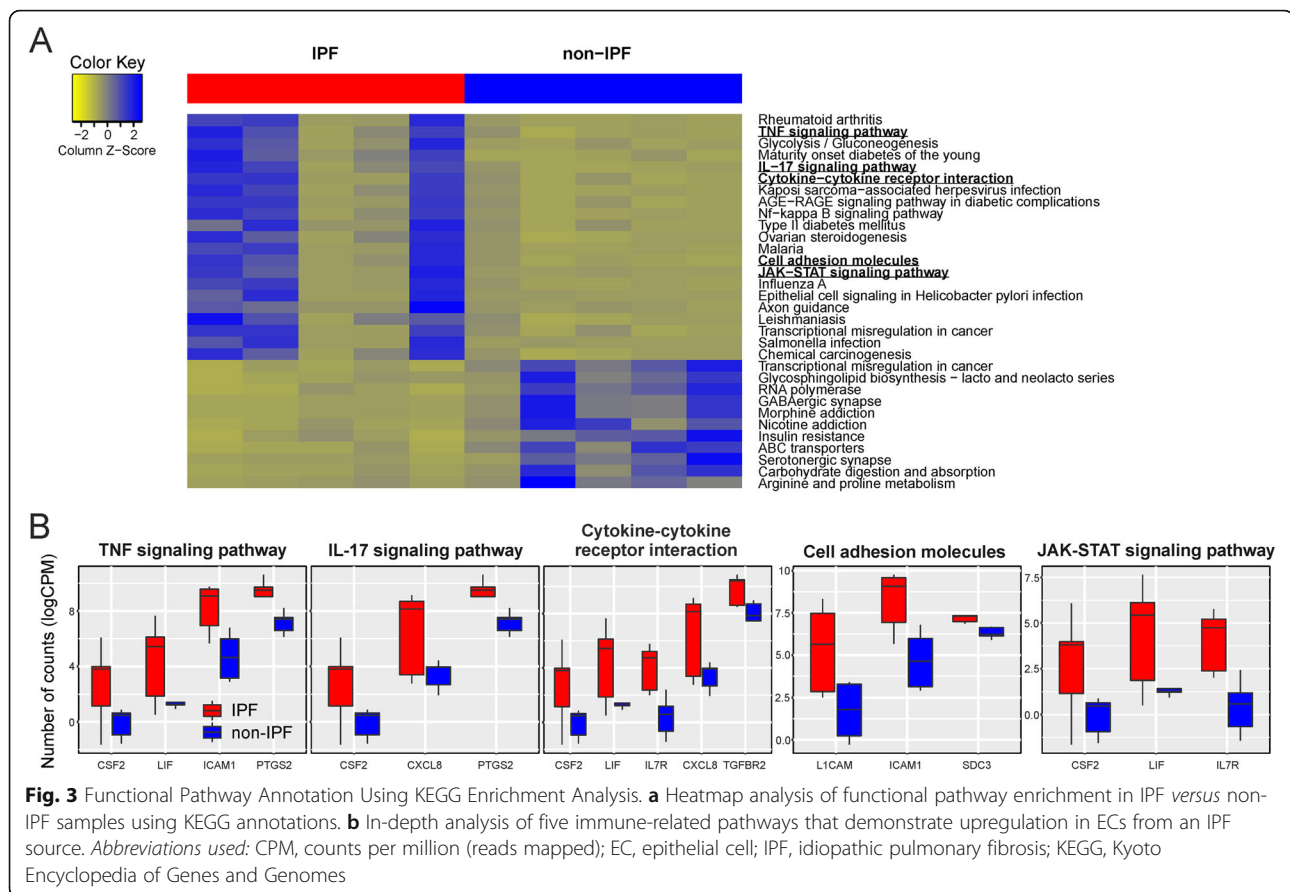 A
IPF
non-IPF
Color Key
−2 0 2
Column Z-Score
Rheumatoid arthritis
TNF signaling pathway
Glycolysis / Gluconeogenesis
Maturity onset diabetes of the young
IL−17 signaling pathway
Cytokine−cytokine receptor interaction
Kaposi sarcoma−associated herpesvirus infection
AGE−RAGE signaling pathway in diabetic complications
Nf−kappa B signaling pathway
Type II diabetes mellitus
Ovarian steroidogenesis
Malaria
Cell adhesion molecules
JAK−STAT signaling pathway
Influenza A
Epithelial cell signaling in Helicobacter pylori infection
Axon guidance
Leishmaniasis
Transcriptional misregulation in cancer
Salmonella infection
Chemical carcinogenesis
Transcriptional misregulation in cancer
Glycosphingolipid biosynthesis − lacto and neolacto series
RNA polymerase
GABAergic synapse
Morphine addiction
Nicotine addiction
Insulin resistance
ABC transporters
Serotonergic synapse
Carbohydrate digestion and absorption
Arginine and proline metabolism
B
Number of counts (logCPM)
TNF signaling pathway
8
4
0
IPF
non-IPF
CSF2 LIF ICAM1 PTGS2
IL-17 signaling pathway
CSF2 CXCL8 PTGS2
Cytokine-cytokine
receptor interaction
CSF2 LIF IL7R CXCL8 TGFBR2
Cell adhesion molecules
10.0
7.5
5.0
2.5
0.0
L1CAM ICAM1 SDC3
JAK-STAT signaling pathway
7.5
5.0
2.5
0.0
CSF2 LIF IL7R
Fig. 3 Functional Pathway Annotation Using KEGG Enrichment Analysis. a Heatmap analysis of functional pathway enrichment in IPF versus non-
IPF samples using KEGG annotations. b In-depth analysis of five immune-related pathways that demonstrate upregulation in ECs from an IPF
source. Abbreviations used: CPM, counts per million (reads mapped); EC, epithelial cell; IPF, idiopathic pulmonary fibrosis; KEGG, Kyoto
Encyclopedia of Genes and Genomes